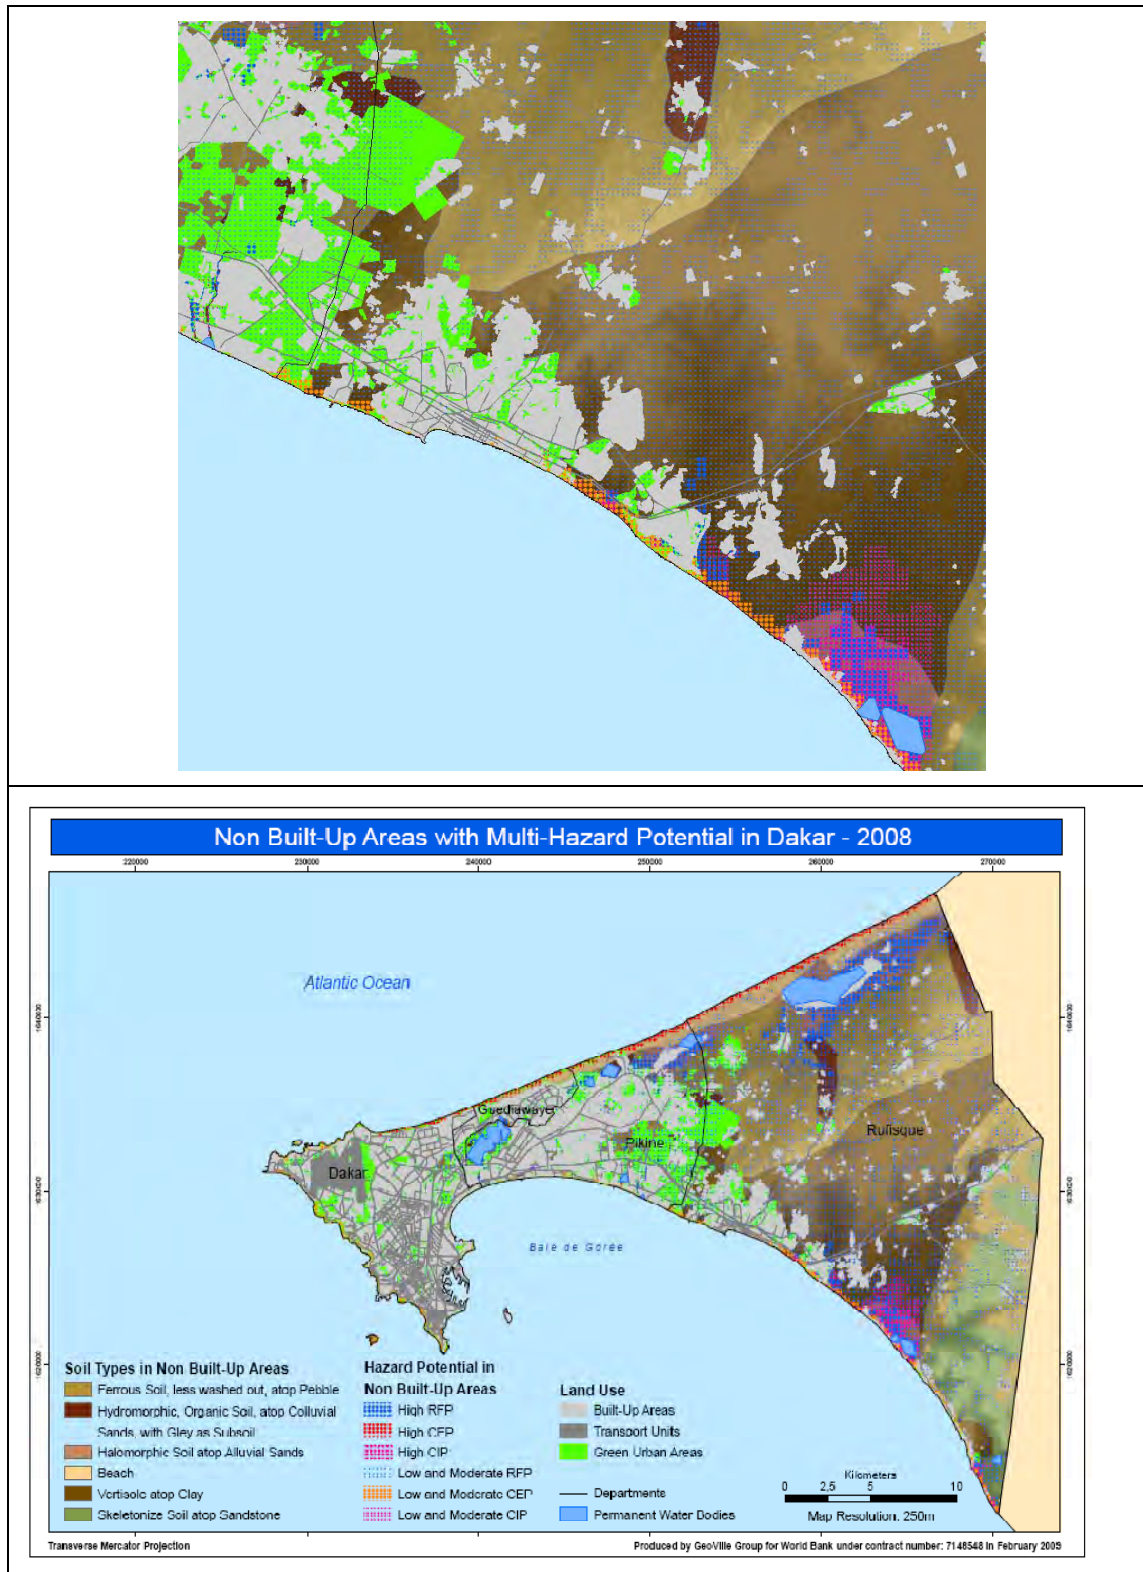 Non Built-Up Areas with Multi-Hazard Potential in Dakar - 2008
220000 230000 240000 250000 260000 270000
Atlantic Ocean
1640000 1640000
Guediawaye
Pikine
Rufisque
Dakar
1630000 1630000
Baie de Gorée
1620000 1620000
Soil Types in Non Built-Up Areas
Ferrous Soil, less washed out, atop Pebble
Hydromorphic, Organic Soil, atop Colluvial
Sands, with Gley as Subsoil
Halomorphic Soil atop Alluvial Sands
Beach
Vertisole atop Clay
Skeletonize Soil atop Sandstone
Hazard Potential in
Non Built-Up Areas
High RFP
High CEP
High CIP
Low and Moderate RFP
Low and Moderate CEP
Low and Moderate CIP
Land Use
Built-Up Areas
Transport Units
Green Urban Areas
Departments
Permanent Water Bodies
Kilometers
0 2,5 5 10
Map Resolution: 250m
Transverse Mercator Projection
Produced by GeoVille Group for World Bank under contract number: 7148548 in February 2009